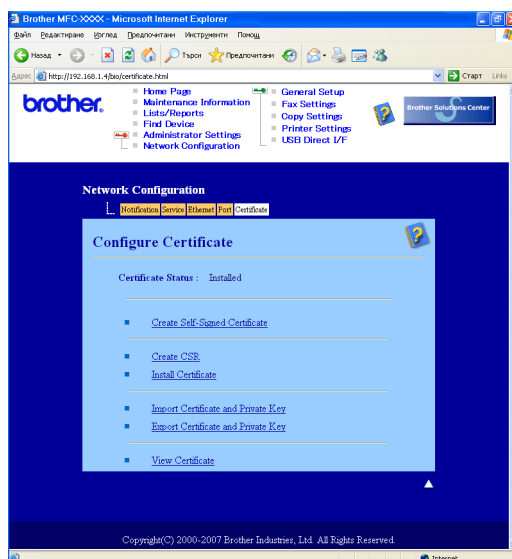 Brother MFC-XXXX - Microsoft Internet Explorer
Файл Редактиране Изглед Предпочитани Инструменти Помощ
Назад Търси Предпочитани
Адрес http://192.168.1.4/bio/certificate.html Старт Links
brother.
Home Page
Maintenance Information
Lists/Reports
Find Device
Administrator Settings
Network Configuration
General Setup
Fax Settings
Copy Settings
Printer Settings
USB Direct I/F
Brother Solutions Center
Network Configuration
Notification Service Ethernet Port Certificate
Configure Certificate
Certificate Status : Installed
Create Self-Signed Certificate
Create CSR
Install Certificate
Import Certificate and Private Key
Export Certificate and Private Key
View Certificate
Copyright(C) 2000-2007 Brother Industries, Ltd. All Rights Reserved.
Internet